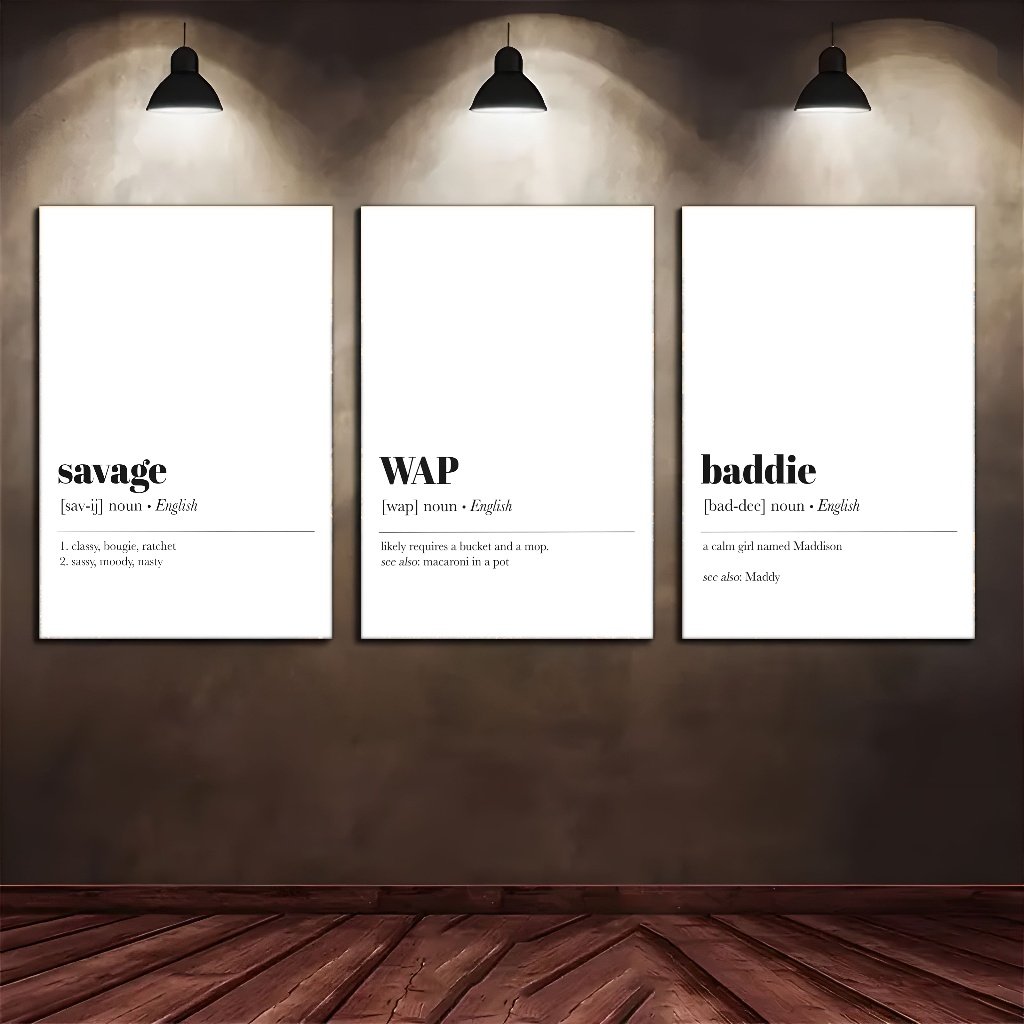 savage
[sav-ij] noun • English
1. classy, bougie, ratchet
2. sassy, moody, nasty
WAP
[wap] noun • English
likely requires a bucket and a mop.
see also: macaroni in a pot
baddie
[bad-dee] noun • English
a calm girl named Maddison
see also: Maddy